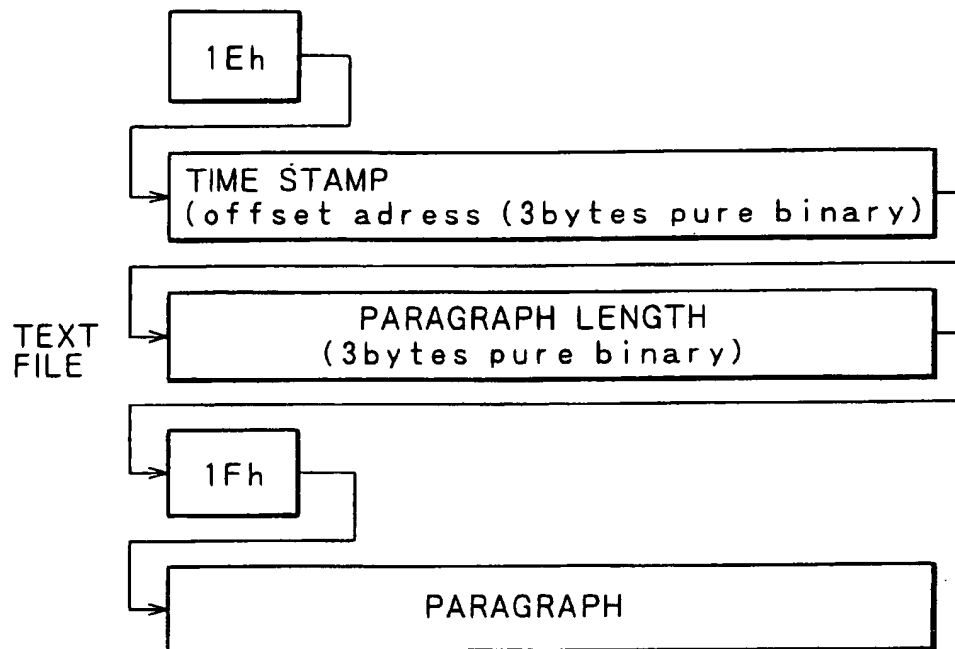 1Eh
TIME STAMP
(offset adress (3bytes pure binary)
PARAGRAPH LENGTH
(3bytes pure binary)
TEXT
FILE
1Fh
PARAGRAPH